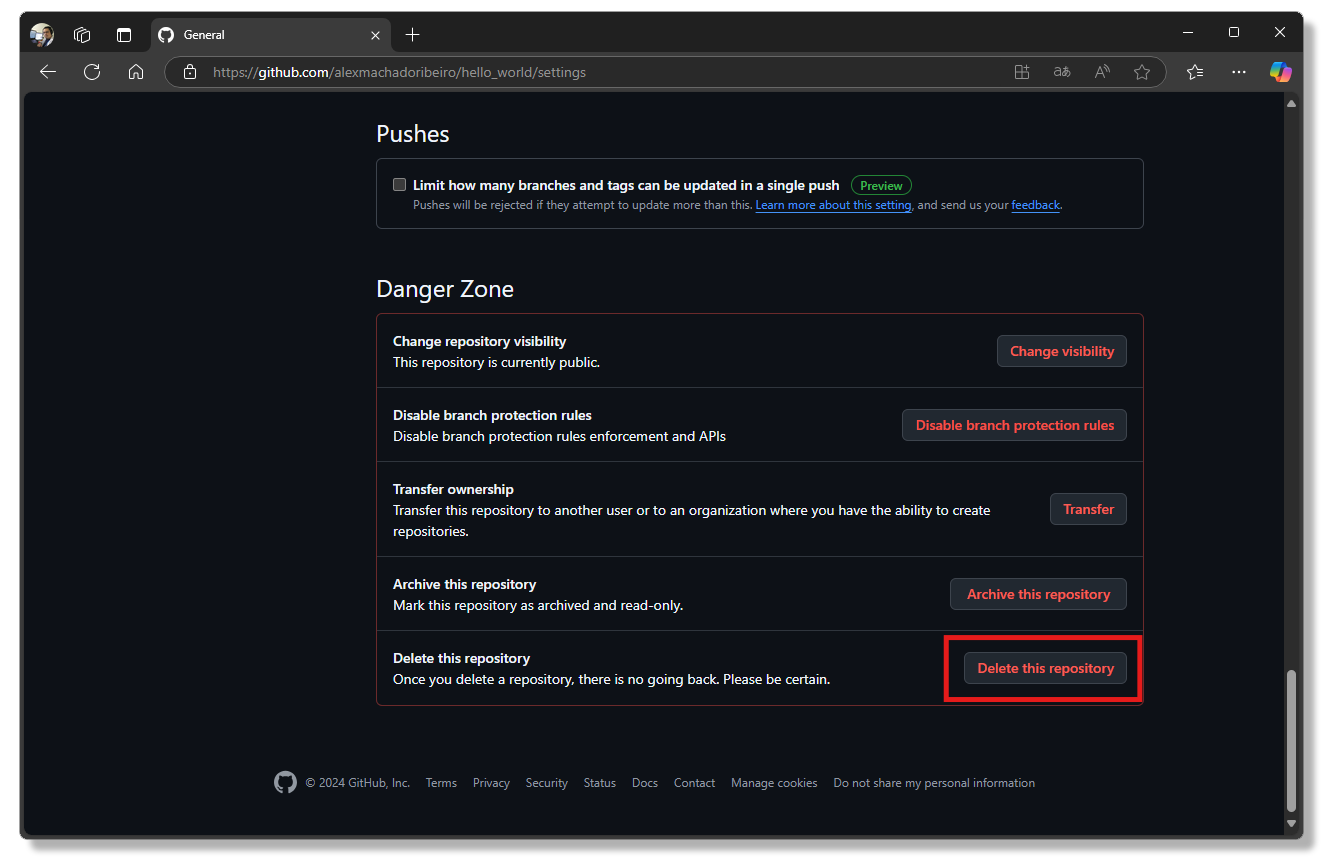 General
https://github.com/alexmachadoribeiro/hello_world/settings
Pushes
Limit how many branches and tags can be updated in a single push Preview
Pushes will be rejected if they attempt to update more than this. Learn more about this setting, and send us your feedback.
Danger Zone
Change repository visibility
This repository is currently public.
Change visibility
Disable branch protection rules
Disable branch protection rules enforcement and APIs
Disable branch protection rules
Transfer ownership
Transfer this repository to another user or to an organization where you have the ability to create
repositories.
Transfer
Archive this repository
Mark this repository as archived and read-only.
Archive this repository
Delete this repository
Once you delete a repository, there is no going back. Please be certain.
Delete this repository
© 2024 GitHub, Inc. Terms Privacy Security Status Docs Contact Manage cookies Do not share my personal information